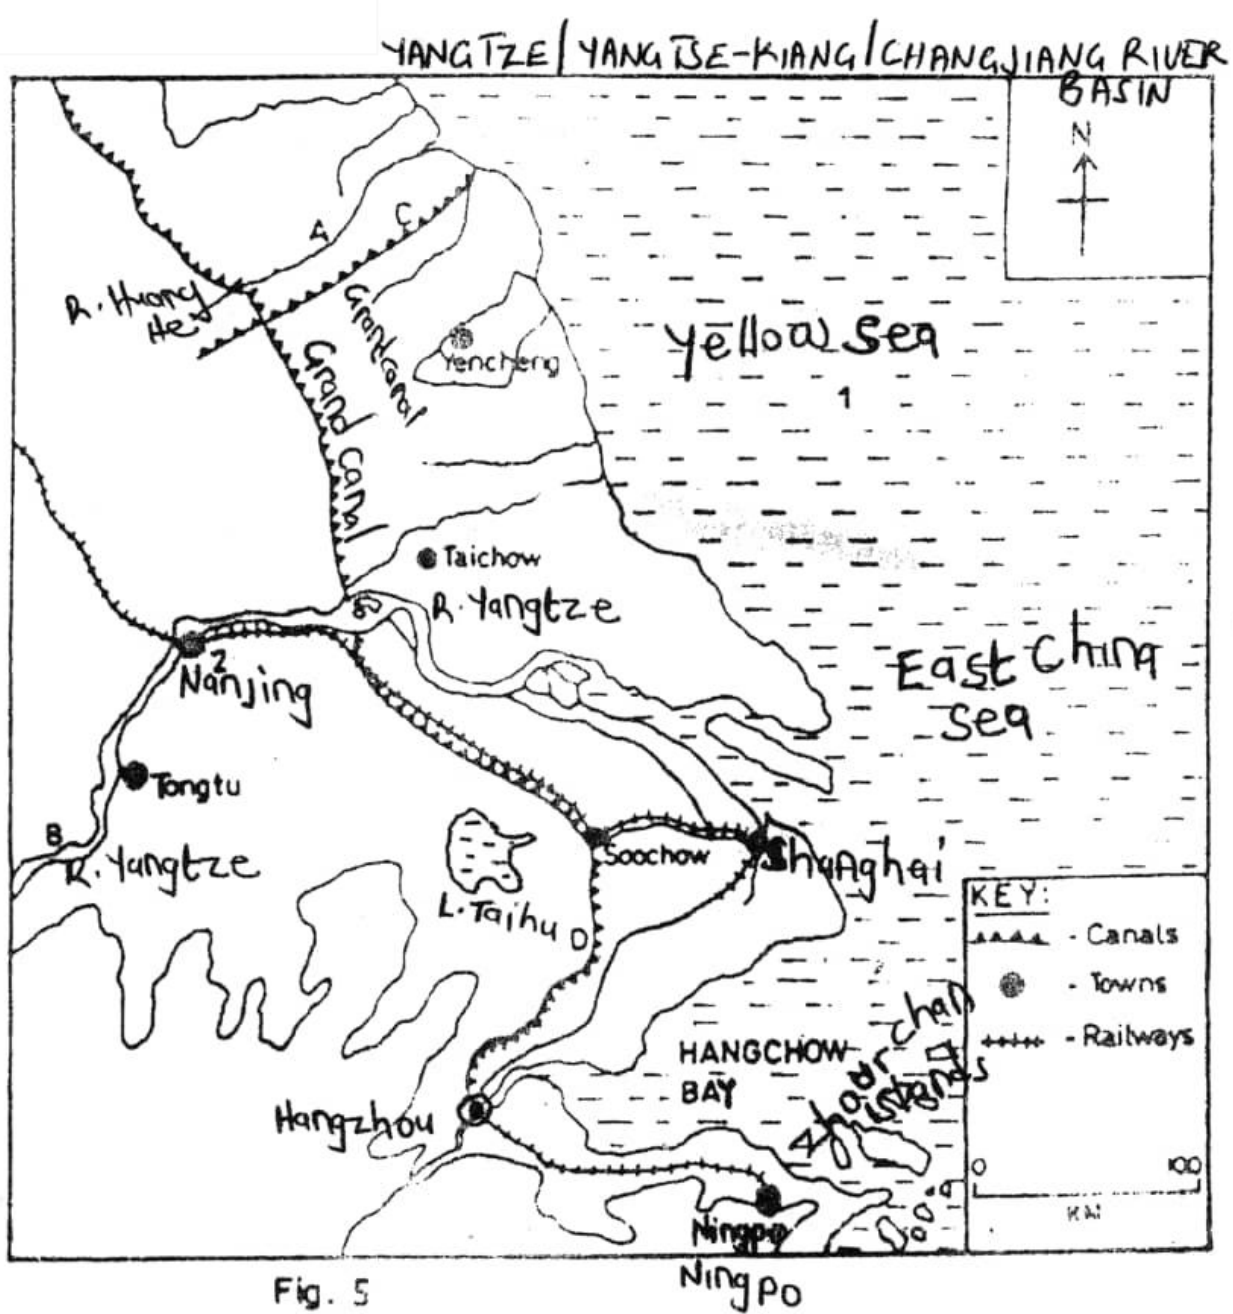 YANGTZE/YANGTSE-KIANG/CHANGJIANG RIVER
BASIN
N
A
C
R. Huang
He
Grand Canal
Grand Canal
Yencheng
Yellow Sea
1
Taichow
R. Yangtze
East China
Sea
2
Nanjing
Tongtu
B
R. Yangtze
Soochow
Shanghai
L. Taihu
D
KEY:
- Canals
- Towns
- Railways
HANGCHOW
BAY
chan
islands
Hangzhou
0 100
KM
Ningpo
Ningpo
Fig. 5